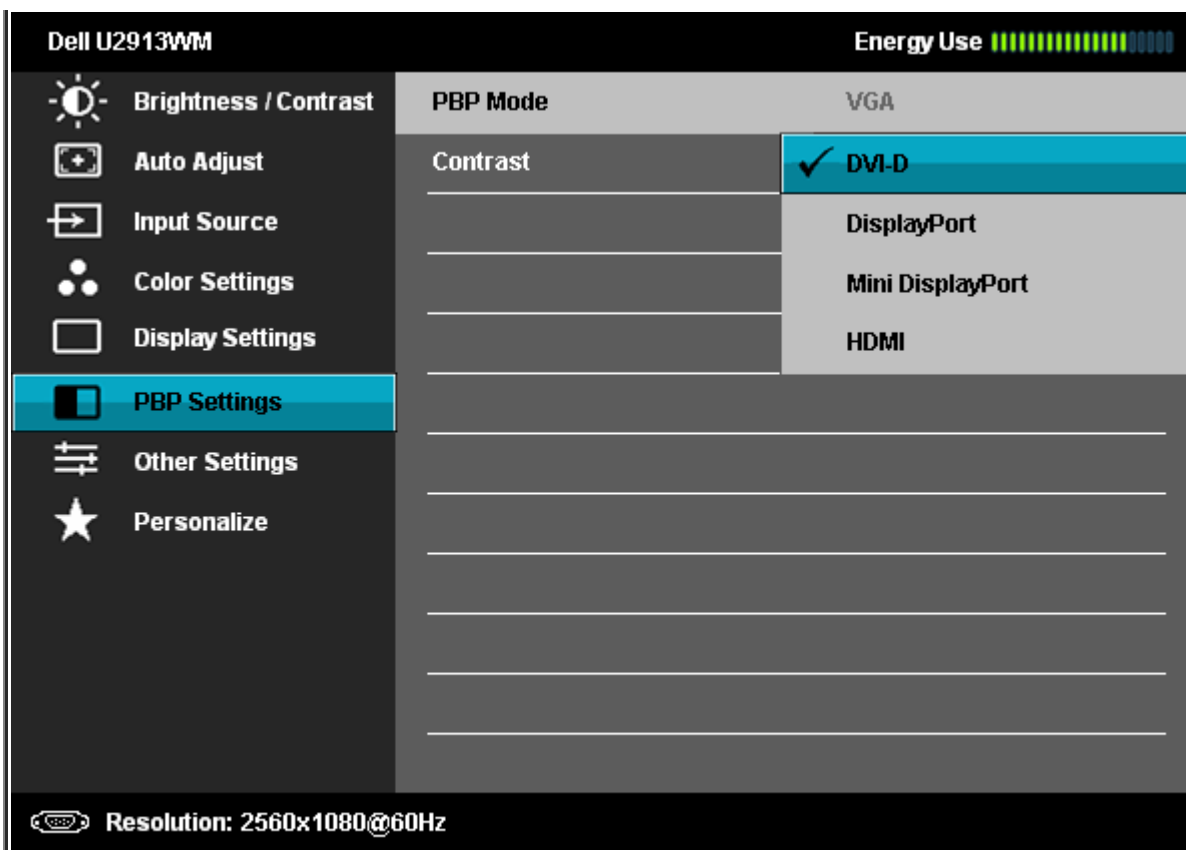 Dell U2913WM Energy Use
Brightness / Contrast PBP Mode VGA
Auto Adjust Contrast DVI-D
Input Source DisplayPort
Color Settings Mini DisplayPort
Display Settings HDMI
PBP Settings
Other Settings
Personalize
Resolution: 2560x1080@60Hz